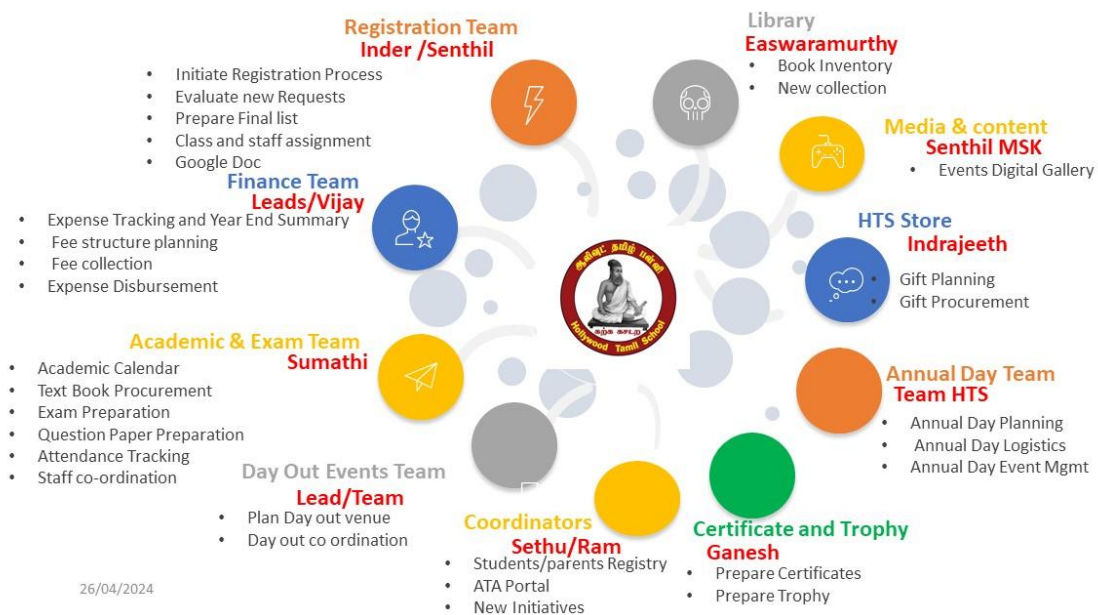 Registration Team
Inder /Senthil
• Initiate Registration Process
• Evaluate new Requests
• Prepare Final list
• Class and staff assignment
• Google Doc
Finance Team
Leads/Vijay
• Expense Tracking and Year End Summary
• Fee structure planning
• Fee collection
• Expense Disbursement
Academic & Exam Team
Sumathi
• Academic Calendar
• Text Book Procurement
• Exam Preparation
• Question Paper Preparation
• Attendance Tracking
• Staff co-ordination
Day Out Events Team
Lead/Team
• Plan Day out venue
• Day out co ordination
Coordinators
Sethu/Ram
• Students/parents Registry
• ATA Portal
• New Initiatives
Library
Easwaramurthy
• Book Inventory
• New collection
Media & content
Senthil MSK
• Events Digital Gallery
HTS Store
Indrajeeth
• Gift Planning
• Gift Procurement
Annual Day Team
Team HTS
• Annual Day Planning
• Annual Day Logistics
• Annual Day Event Mgmt
Certificate and Trophy
Ganesh
• Prepare Certificates
• Prepare Trophy
ஆலிவுட் தமிழ் பள்ளி
கற்க கசடற
Hollywood Tamil School
26/04/2024